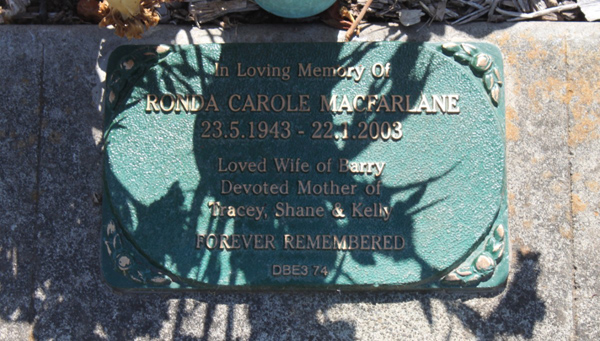 In Loving Memory Of
RONDA CAROLE MACFARLANE
23.5.1943 - 22.1.2003
Loved Wife of Barry
Devoted Mother of
Tracey, Shane & Kelly
FOREVER REMEMBERED
DBE3 74